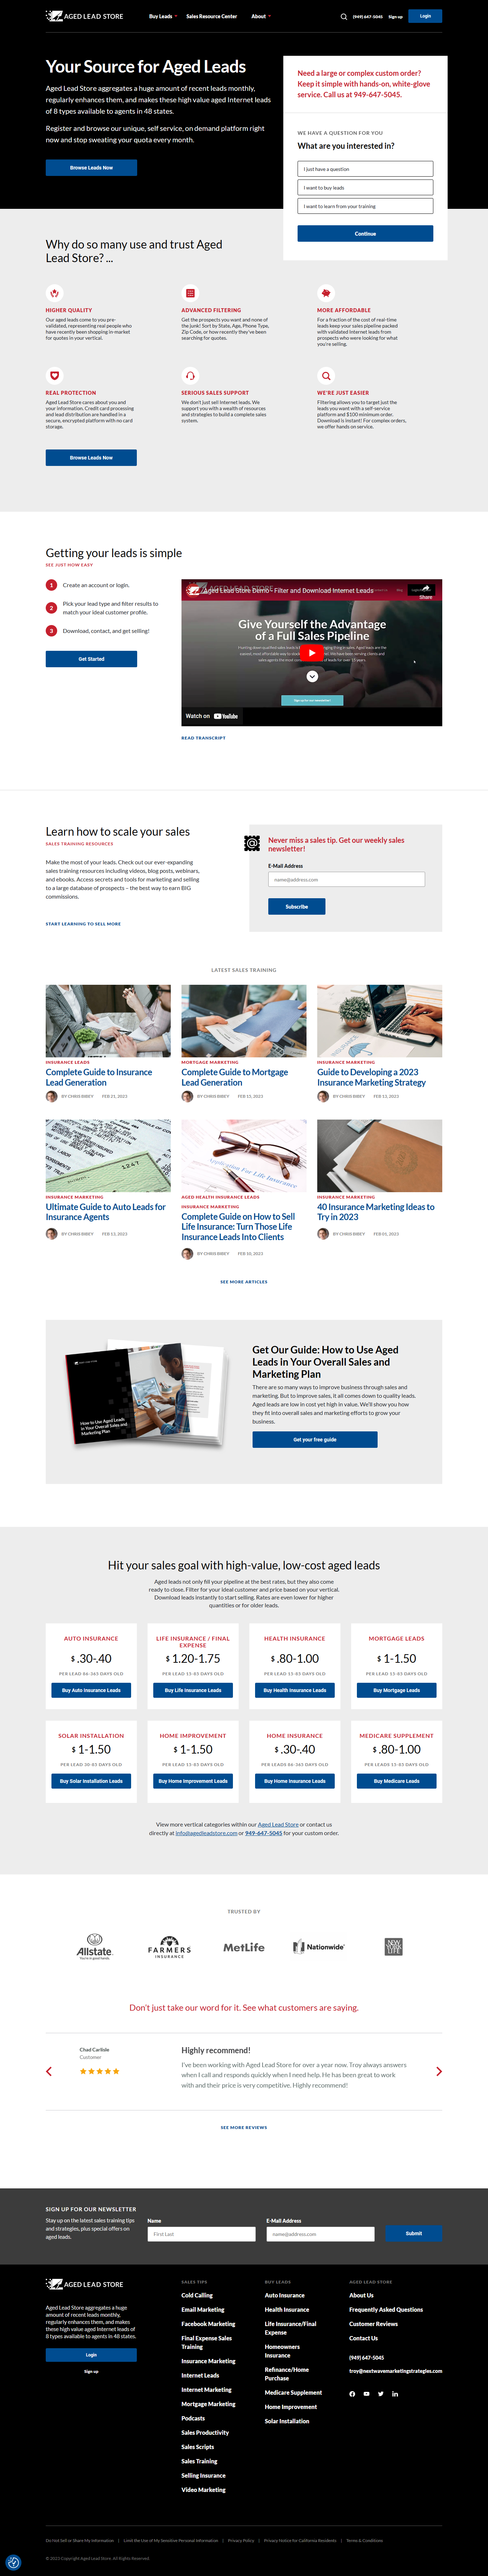 AGED LEAD STORE
Buy Leads
Sales Resource Center
About
(949) 647-5045
Sign up
Login
Your Source for Aged Leads
Aged Lead Store aggregates a huge amount of recent leads monthly,
regularly enhances them, and makes these high value aged Internet leads
of 8 types available to agents in 48 states.
Register and browse our unique, self service, on demand platform right
now and stop sweating your quota every month.
Browse Leads Now
Need a large or complex custom order?
Keep it simple with hands-on, white-glove
service. Call us at 949-647-5045.
WE HAVE A QUESTION FOR YOU
What are you interested in?
I just have a question
I want to buy leads
I want to learn from your training
Continue
Why do so many use and trust Aged
Lead Store? ...
HIGHER QUALITY
Our aged leads come to you pre-
validated, representing real people who
have recently been shopping in-market
for quotes in your vertical.
ADVANCED FILTERING
Get the prospects you want and none of
the junk! Sort by State, Age, Phone Type,
Zip Code, or how recently they've been
searching for quotes.
MORE AFFORDABLE
For a fraction of the cost of real-time
leads keep your sales pipeline packed
with validated Internet leads from
prospects who were looking for what
you're selling.
REAL PROTECTION
Aged Lead Store cares about you and
your information. Credit card processing
and lead distribution are handled in a
secure, encrypted platform with no card
storage.
SERIOUS SALES SUPPORT
We don't just sell Internet leads. We
support you with a wealth of resources
and strategies to build a complete sales
system.
WE'RE JUST EASIER
Filtering allows you to target just the
leads you want with a self-service
platform and $100 minimum order.
Download is instant! For complex orders,
we offer hands on service.
Browse Leads Now
Getting your leads is simple
SEE JUST HOW EASY
1 Create an account or login.
2 Pick your lead type and filter results to
match your ideal customer profile.
3 Download, contact, and get selling!
Get Started
Aged Lead Store Demo - Filter and Download Internet Leads
Share
Give Yourself the Pipeline
of a Full Sales Pipeline
Watch on YouTube
READ TRANSCRIPT
Learn how to scale your sales
SALES TRAINING RESOURCES
Make the most of your leads. Check out our ever-expanding
sales training resources including videos, blog posts, webinars,
and ebooks. Access secrets and tools for marketing and selling
to a large database of prospects – the best way to earn BIG
commissions.
START LEARNING TO SELL MORE
Never miss a sales tip. Get our weekly sales
newsletter!
E-Mail Address
name@address.com
Subscribe
LATEST SALES TRAINING
INSURANCE LEADS
Complete Guide to Insurance
Lead Generation
BY CHRIS BIBEY FEB 21, 2023
MORTGAGE MARKETING
Complete Guide to Mortgage
Lead Generation
BY CHRIS BIBEY FEB 15, 2023
INSURANCE MARKETING
Guide to Developing a 2023
Insurance Marketing Strategy
BY CHRIS BIBEY FEB 13, 2023
INSURANCE MARKETING
Ultimate Guide to Auto Leads for
Insurance Agents
BY CHRIS BIBEY FEB 13, 2023
Application For Life Insurance
AGED HEALTH INSURANCE LEADS
INSURANCE MARKETING
Complete Guide on How to Sell
Life Insurance: Turn Those Life
Insurance Leads Into Clients
BY CHRIS BIBEY FEB 10, 2023
INSURANCE MARKETING
40 Insurance Marketing Ideas to
Try in 2023
BY CHRIS BIBEY FEB 01, 2023
SEE MORE ARTICLES
AGED LEAD STORE
How to Use Aged Leads
in Your Overall Sales
and Marketing Plan
Get Our Guide: How to Use Aged
Leads in Your Overall Sales and
Marketing Plan
There are so many ways to improve business through sales and
marketing. But to improve sales, it all comes down to quality leads.
Aged leads are low in cost yet high in value. We'll show you how
they fit into overall sales and marketing efforts to grow your
business.
Get your free guide
Hit your sales goal with high-value, low-cost aged leads
Aged leads not only fill your pipeline at the best rates, but they also come
ready to close. Filter for your ideal customer and price based on your vertical.
Download leads instantly to start selling. Rates are even lower for higher
quantities or for older leads.
AUTO INSURANCE
$.30-.40
PER LEAD 86-365 DAYS OLD
Buy Auto Insurance Leads
LIFE INSURANCE / FINAL
EXPENSE
$ 1.20-1.75
PER LEAD 15-85 DAYS OLD
Buy Life Insurance Leads
HEALTH INSURANCE
$.80-1.00
PER LEAD 15-85 DAYS OLD
Buy Health Insurance Leads
MORTGAGE LEADS
$ 1-1.50
PER LEAD 15-85 DAYS OLD
Buy Mortgage Leads
SOLAR INSTALLATION
$ 1-1.50
PER LEAD 30-85 DAYS OLD
Buy Solar Installation Leads
HOME IMPROVEMENT
$ 1-1.50
PER LEAD 15-85 DAYS OLD
Buy Home Improvement Leads
HOME INSURANCE
$.30-.40
PER LEADS 86-365 DAYS OLD
Buy Home Insurance Leads
MEDICARE SUPPLEMENT
$.80-1.00
PER LEADS 15-85 DAYS OLD
Buy Medicare Leads
View more vertical categories within our Aged Lead Store or contact us
directly at info@agedleadstore.com or 949-647-5045 for your custom order.
TRUSTED BY
Allstate
You're in good hands.
FARMERS
INSURANCE
MetLife
Nationwide
NEW
YORK
LIFE
Don't just take our word for it. See what customers are saying.
Chad Carlisle
Customer
Highly recommend!
I've been working with Aged Lead Store for over a year now. Troy always answers
when I call and responds quickly when I need help. He has been great to work
with and their price is very competitive. Highly recommend!
SEE MORE REVIEWS
SIGN UP FOR OUR NEWSLETTER
Stay up on the latest sales training tips
and strategies, plus special offers on
aged leads.
Name
First Last
E-Mail Address
name@address.com
Submit
AGED LEAD STORE
Aged Lead Store aggregates a huge
amount of recent leads monthly,
regularly enhances them, and makes
these high value aged Internet leads of
8 types available to agents in 48 states.
Login
Sign up
SALES TIPS
Cold Calling
Email Marketing
Facebook Marketing
Final Expense Sales
Training
Insurance Marketing
Internet Leads
Internet Marketing
Mortgage Marketing
Podcasts
Sales Productivity
Sales Scripts
Sales Training
Selling Insurance
Video Marketing
BUY LEADS
Auto Insurance
Health Insurance
Life Insurance/Final
Expense
Homeowners
Insurance
Refinance/Home
Purchase
Medicare Supplement
Home Improvement
Solar Installation
AGED LEAD STORE
About Us
Frequently Asked Questions
Customer Reviews
Contact Us
(949) 647-5045
troy@nextwavemarketingstrategies.com
Do Not Sell or Share My Information | Limit the Use of My Sensitive Personal Information | Privacy Policy | Privacy Notice for California Residents | Terms & Conditions
© 2023 Copyright Aged Lead Store. All Rights Reserved.